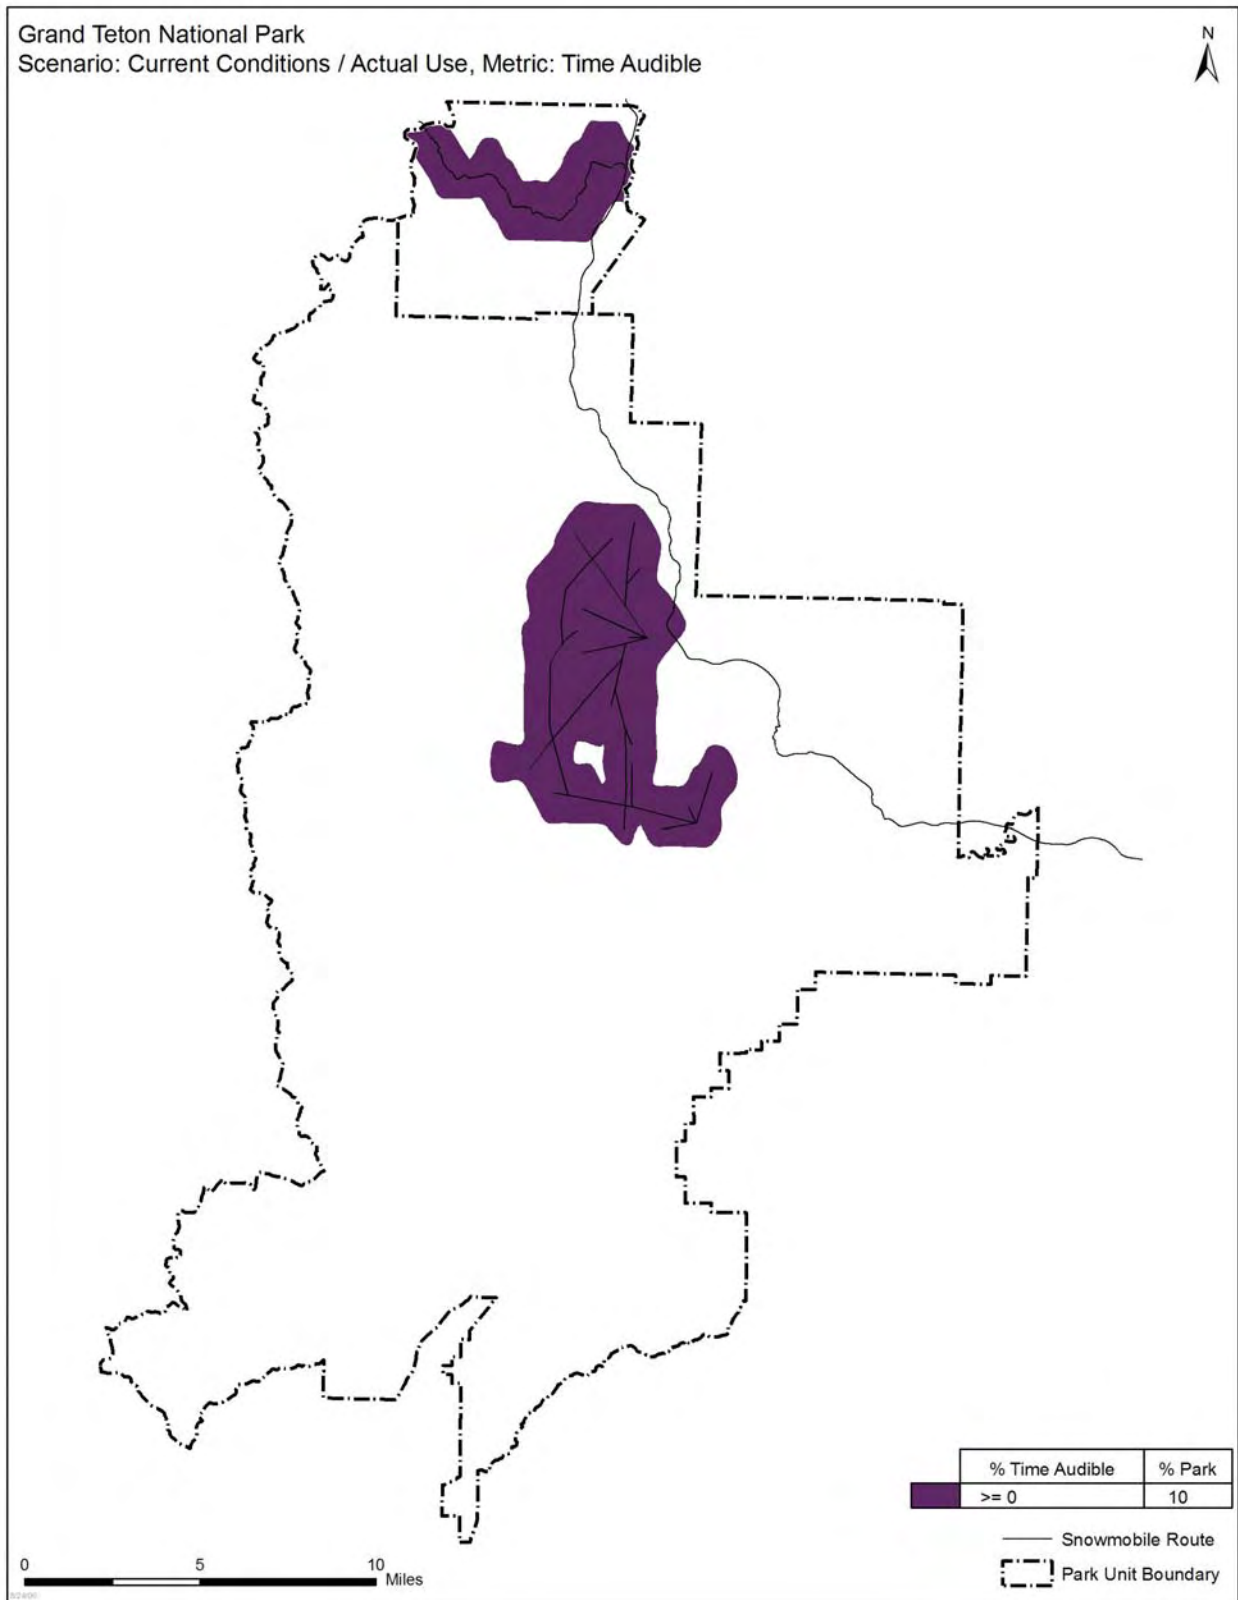 Grand Teton National Park
Scenario: Current Conditions / Actual Use, Metric: Time Audible
N
% Time Audible % Park
>= 0 10
Snowmobile Route
Park Unit Boundary
0 5 10
Miles